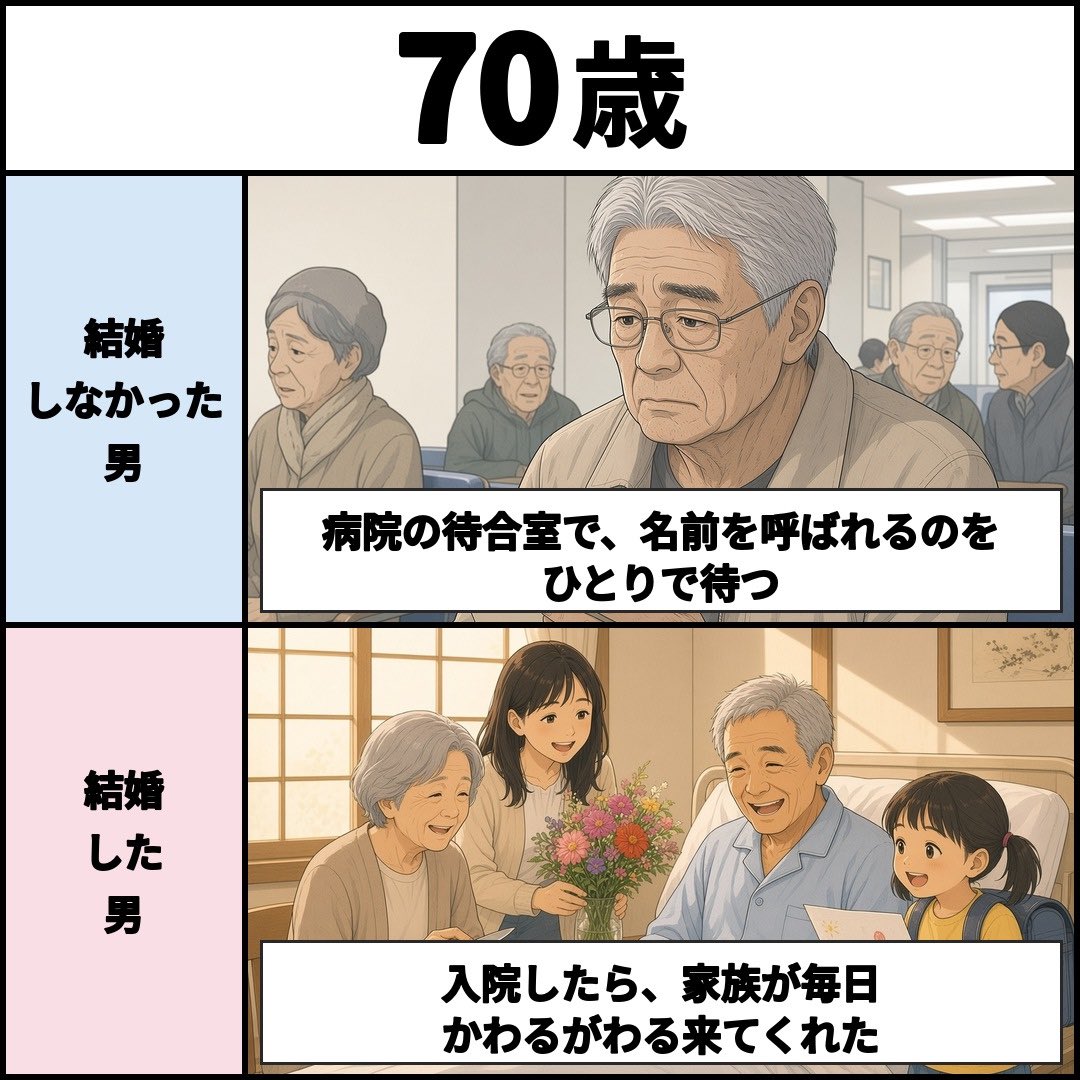 70歳
結婚
しなかった
男
病院の待合室で、名前を呼ばれるのを
ひとりで待つ
結婚
した
男
入院したら、家族が毎日
かわるがわる来てくれた